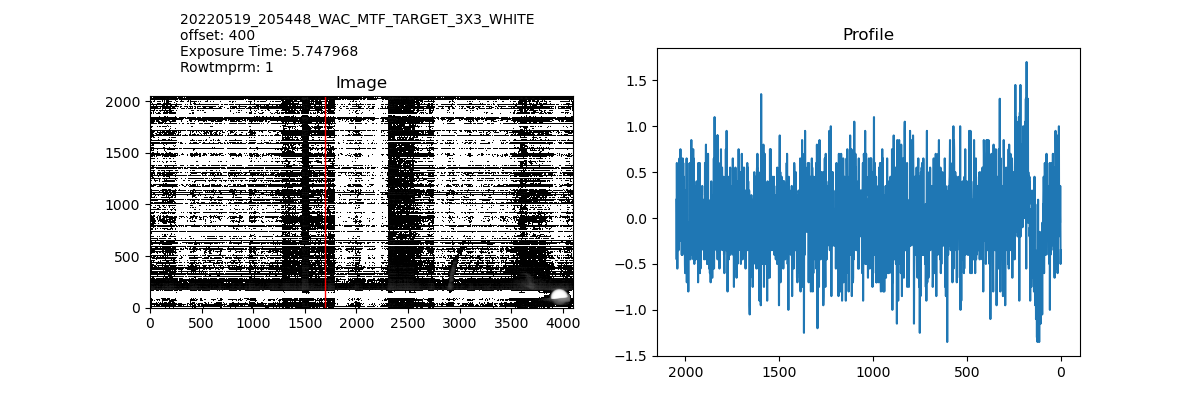 20220519_205448_WAC_MTF_TARGET_3X3_WHITE
offset: 400
Exposure Time: 5.747968
Rowtmprm: 1
Image
2000
1500
1000
500
0
0 500 1000 1500 2000 2500 3000 3500 4000
Profile
1.5
1.0
0.5
0.0
−0.5
−1.0
−1.5
2000 1500 1000 500 0